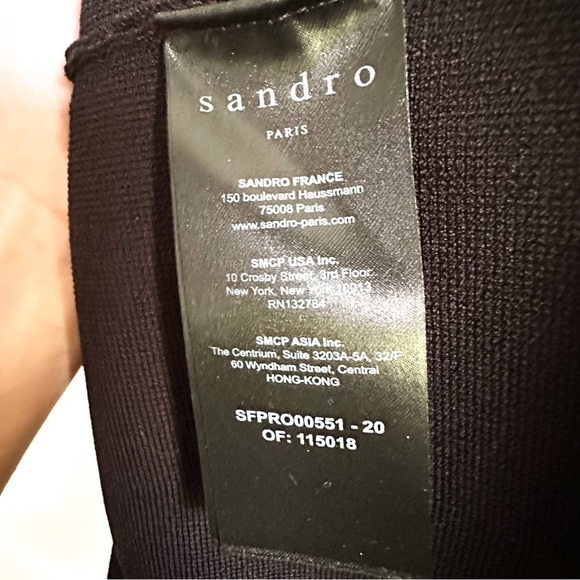 sandro
PARIS
SANDRO FRANCE
150 boulevard Haussmann
75008 Paris
www.sandro-paris.com
SMCP USA Inc.
10 Crosby Street, 3rd Floor
New York, New York 10013
RN132784
SMCP ASIA Inc.
The Centrium, Suite 3203A-5A, 32/F
60 Wyndham Street, Central
HONG-KONG
SFPRO00551 - 20
OF: 115018